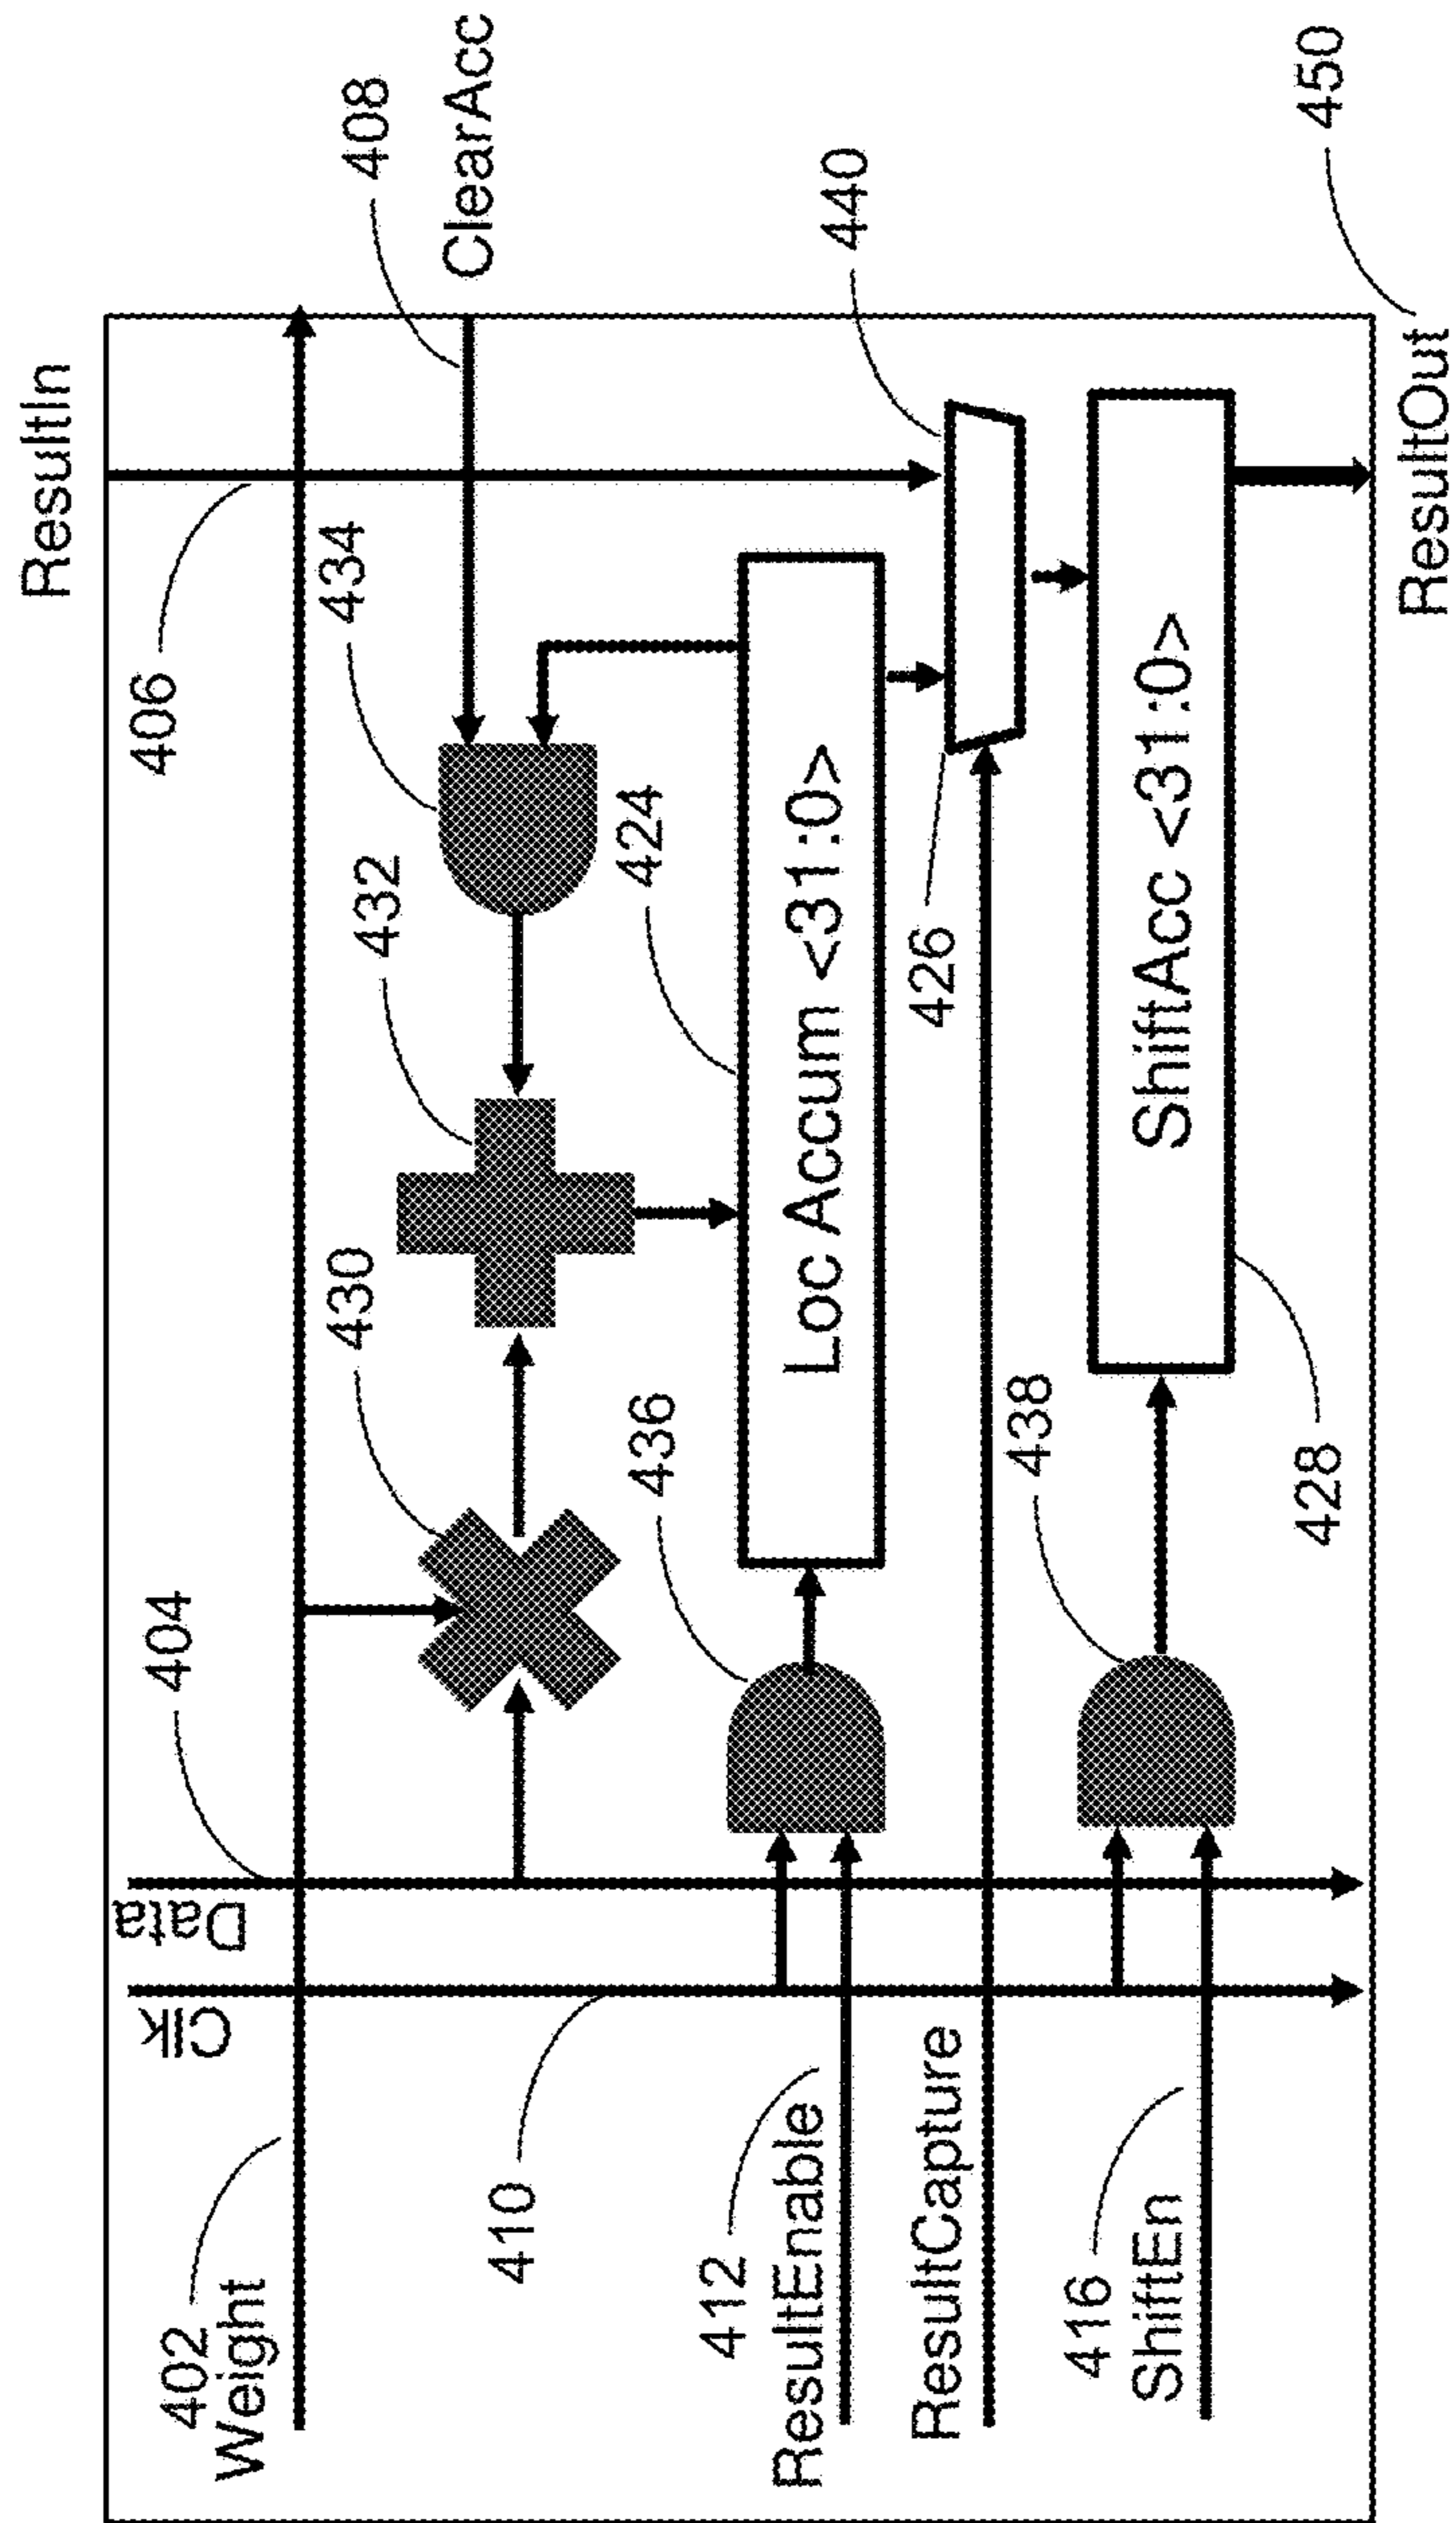 ResultIn
406
408
ClearAcc
404
Data
Clk
402
Weight
430
432
434
410
436
424
440
412
ResultEnable
Loc Accum <31:0>
426
ResultCapture
438
416
ShiftEn
ShiftAcc <31:0>
428
ResultOut
450